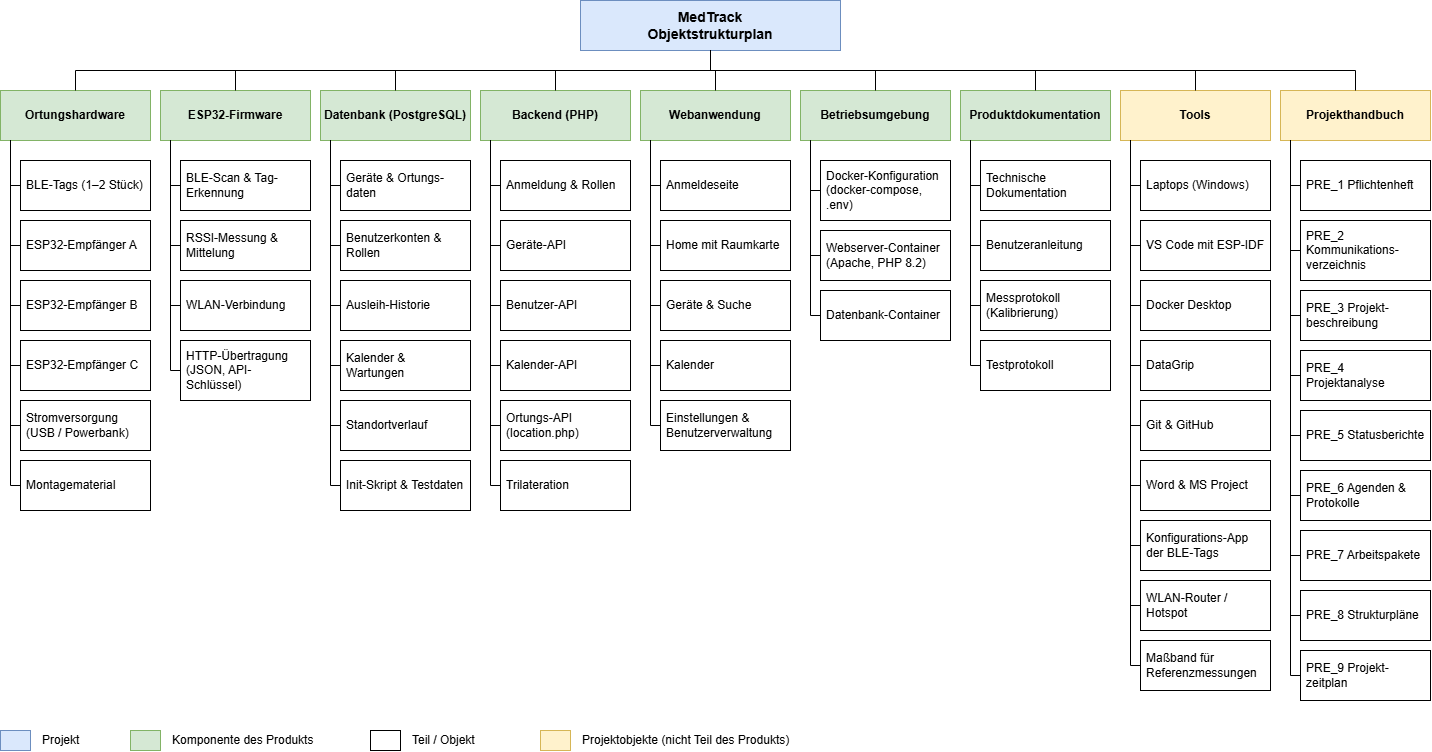 MedTrack
Objektstrukturplan
Ortungshardware
BLE-Tags (1–2 Stück)
ESP32-Empfänger A
ESP32-Empfänger B
ESP32-Empfänger C
Stromversorgung
(USB / Powerbank)
Montagematerial
ESP32-Firmware
BLE-Scan & Tag-
Erkennung
RSSI-Messung &
Mittelung
WLAN-Verbindung
HTTP-Übertragung
(JSON, API-
Schlüssel)
Datenbank (PostgreSQL)
Geräte & Ortungs-
daten
Benutzerkonten &
Rollen
Ausleih-Historie
Kalender &
Wartungen
Standortverlauf
Init-Skript & Testdaten
Backend (PHP)
Anmeldung & Rollen
Geräte-API
Benutzer-API
Kalender-API
Ortungs-API
(location.php)
Trilateration
Webanwendung
Anmeldeseite
Home mit Raumkarte
Geräte & Suche
Kalender
Einstellungen &
Benutzerverwaltung
Betriebsumgebung
Docker-Konfiguration
(docker-compose,
.env)
Webserver-Container
(Apache, PHP 8.2)
Datenbank-Container
Produktdokumentation
Technische
Dokumentation
Benutzeranleitung
Messprotokoll
(Kalibrierung)
Testprotokoll
Tools
Laptops (Windows)
VS Code mit ESP-IDF
Docker Desktop
DataGrip
Git & GitHub
Word & MS Project
Konfigurations-App
der BLE-Tags
WLAN-Router /
Hotspot
Maßband für
Referenzmessungen
Projekthandbuch
PRE_1 Pflichtenheft
PRE_2
Kommunikations-
verzeichnis
PRE_3 Projekt-
beschreibung
PRE_4
Projektanalyse
PRE_5 Statusberichte
PRE_6 Agenden &
Protokolle
PRE_7 Arbeitspakete
PRE_8 Strukturpläne
PRE_9 Projekt-
zeitplan
Projekt
Komponente des Produkts
Teil / Objekt
Projektobjekte (nicht Teil des Produkts)